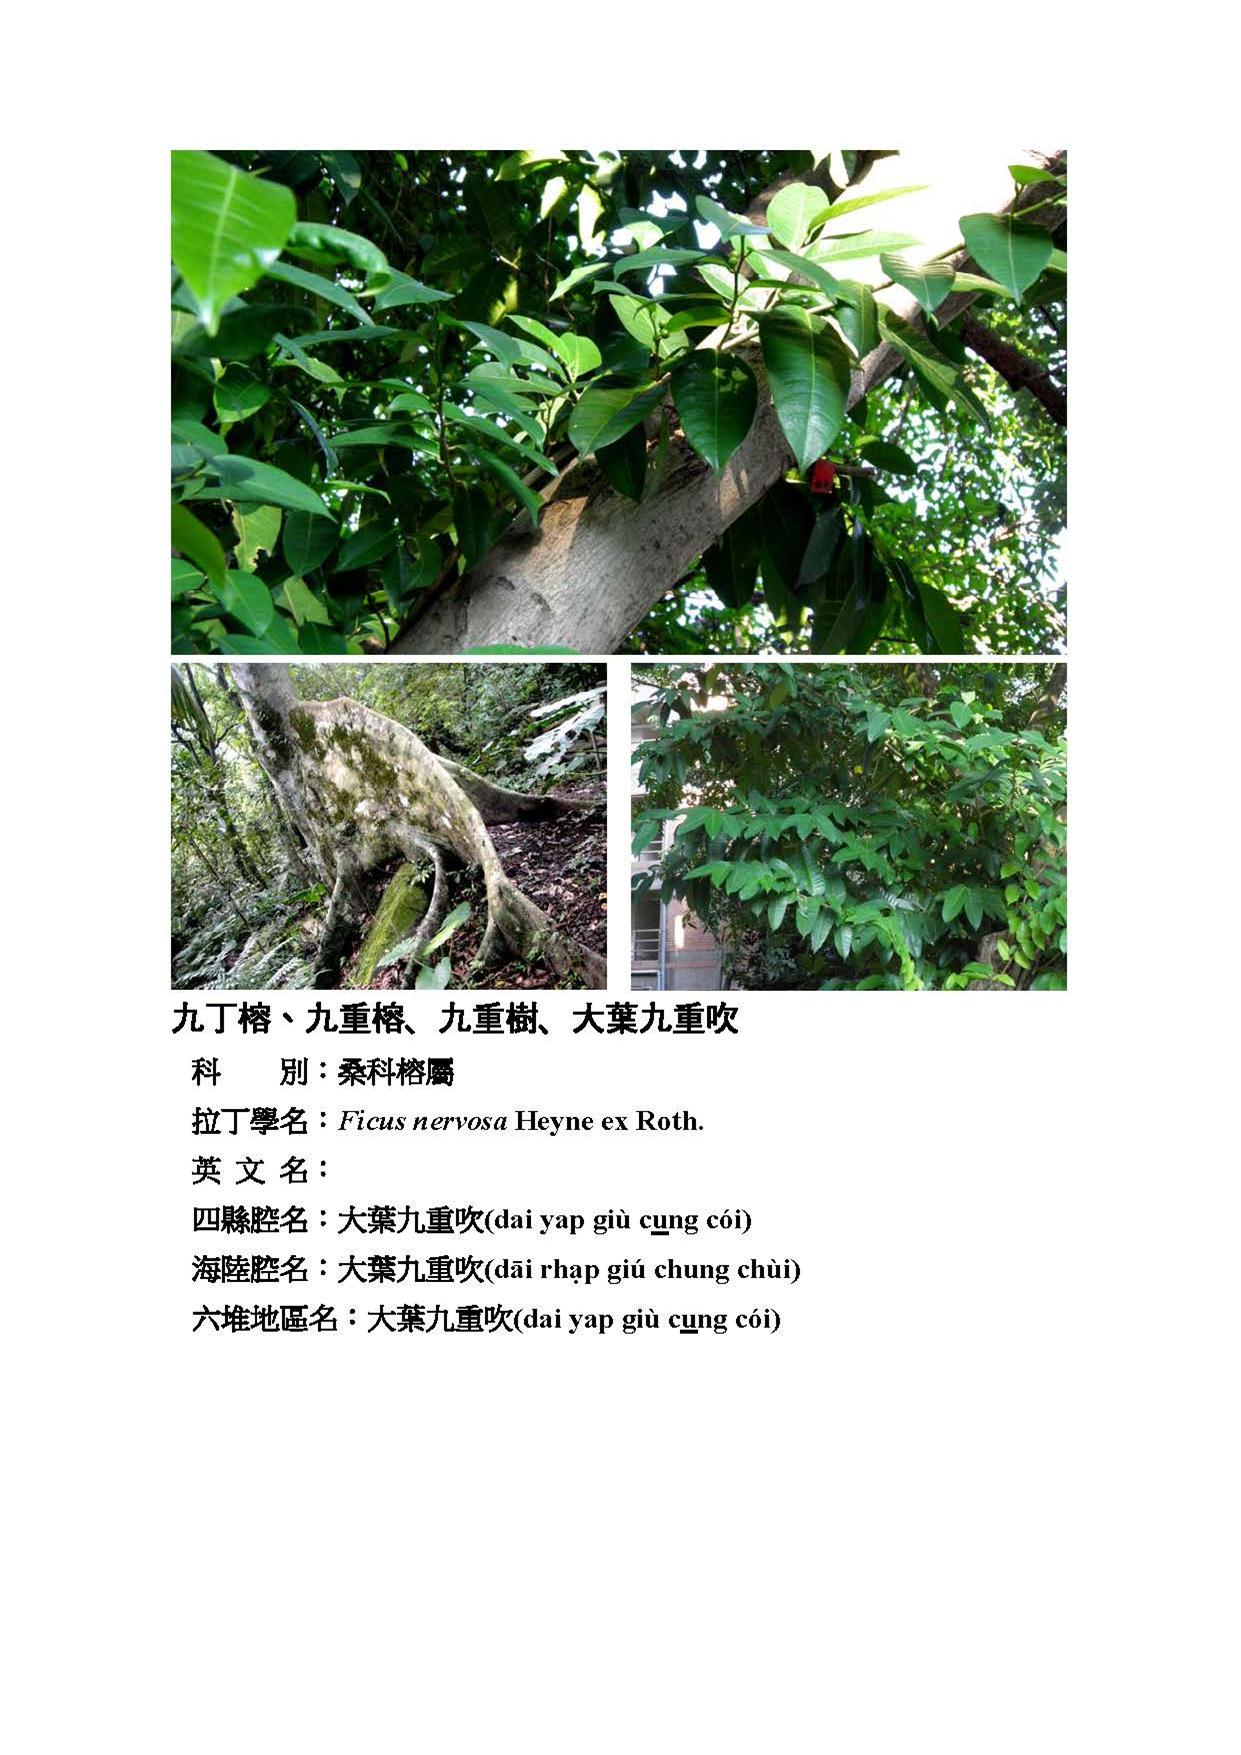 九丁榕、九重榕、九重樹、大葉九重吹
科　　別：桑科榕屬
拉丁學名：Ficus nervosa Heyne ex Roth.
英 文 名：
四縣腔名：大葉九重吹(dai yap giù cung cói)
海陸腔名：大葉九重吹(dāi rhạp giú chung chùi)
六堆地區名：大葉九重吹(dai yap giù cung cói)